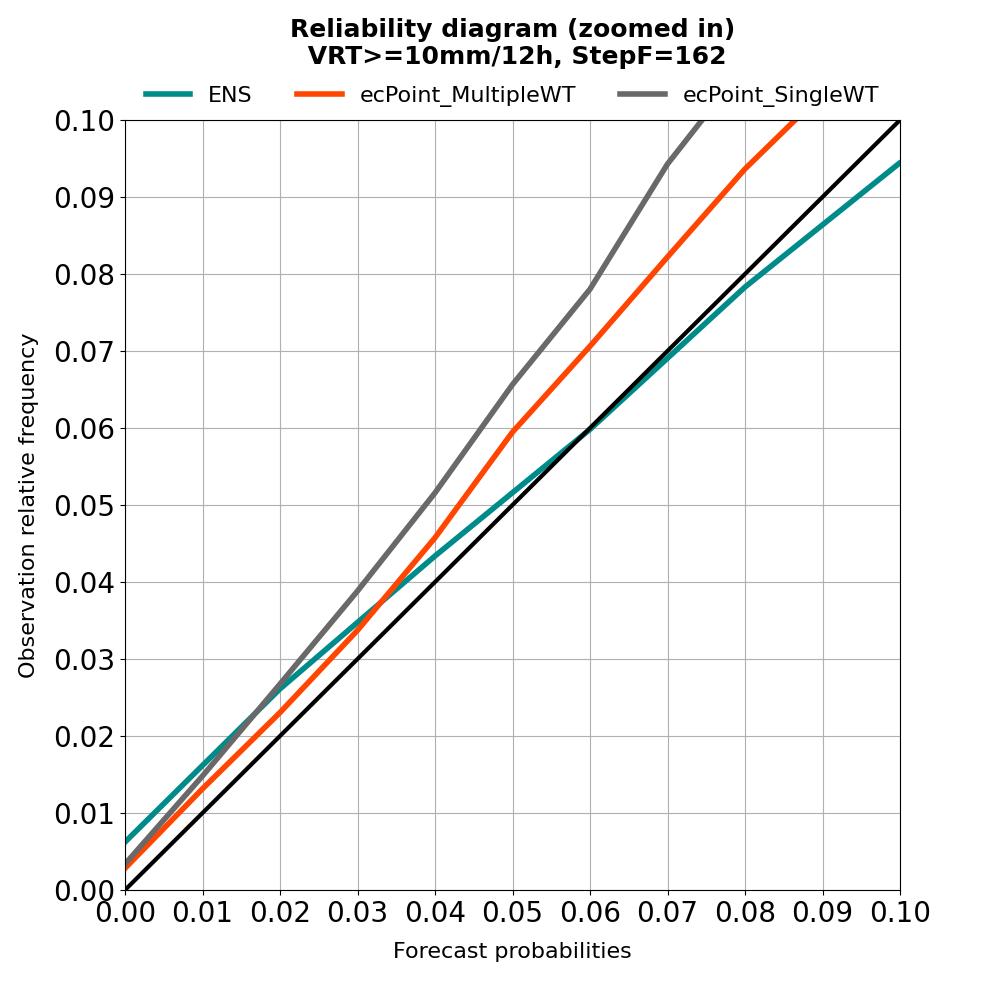 Reliability diagram (zoomed in)
VRT>=10mm/12h, StepF=162
ENS ecPoint_MultipleWT ecPoint_SingleWT
0.10
0.09
0.08
0.07
0.06
0.05
0.04
0.03
0.02
0.01
0.00
Observation relative frequency
0.00 0.01 0.02 0.03 0.04 0.05 0.06 0.07 0.08 0.09 0.10
Forecast probabilities